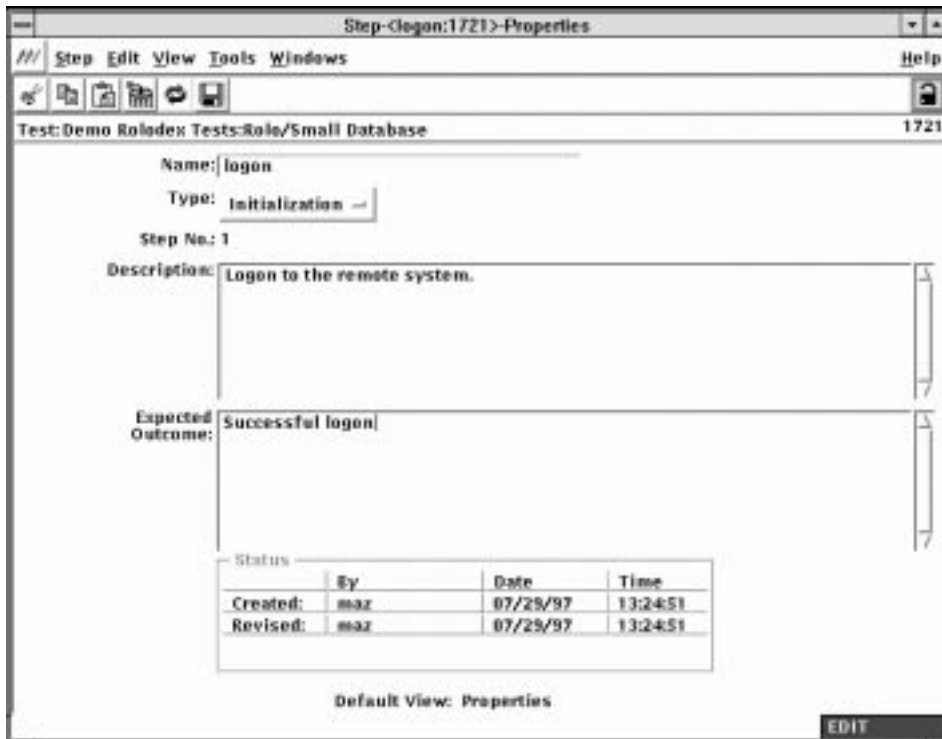 Step-<logon:1721>-Properties
Step Edit View Tools Windows Help
Test:Demo Rolodex Tests:Rolo/Small Database 1721
Name: logon
Type: Initialization
Step No.: 1
Description: Logon to the remote system.
Expected Outcome: Successful logon
Status
By Date Time
Created: maz 07/29/97 13:24:51
Revised: maz 07/29/97 13:24:51
Default View: Properties
EDIT